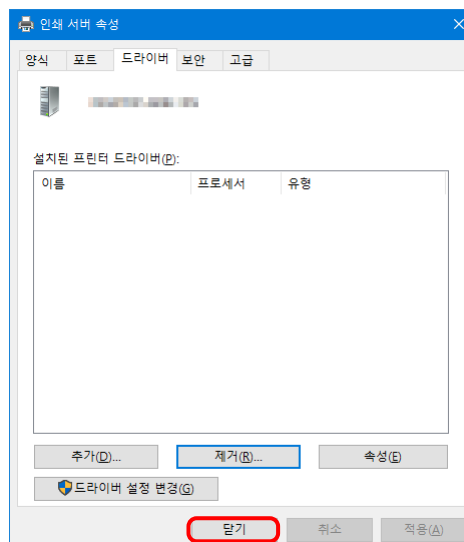 인쇄 서버 속성
양식 포트 드라이버 보안 고급
설치된 프린터 드라이버(P):
이름 프로세서 유형
추가(D)... 제거(R)... 속성(E)
드라이버 설정 변경(G)
닫기 취소 적용(A)